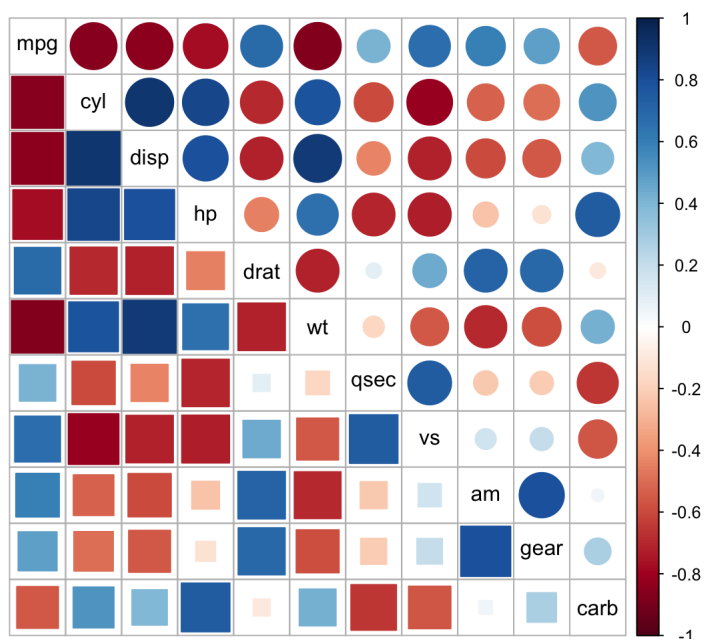 mpg
cyl
disp
hp
drat
wt
qsec
vs
am
gear
carb
1
0.8
0.6
0.4
0.2
0
-0.2
-0.4
-0.6
-0.8
-1